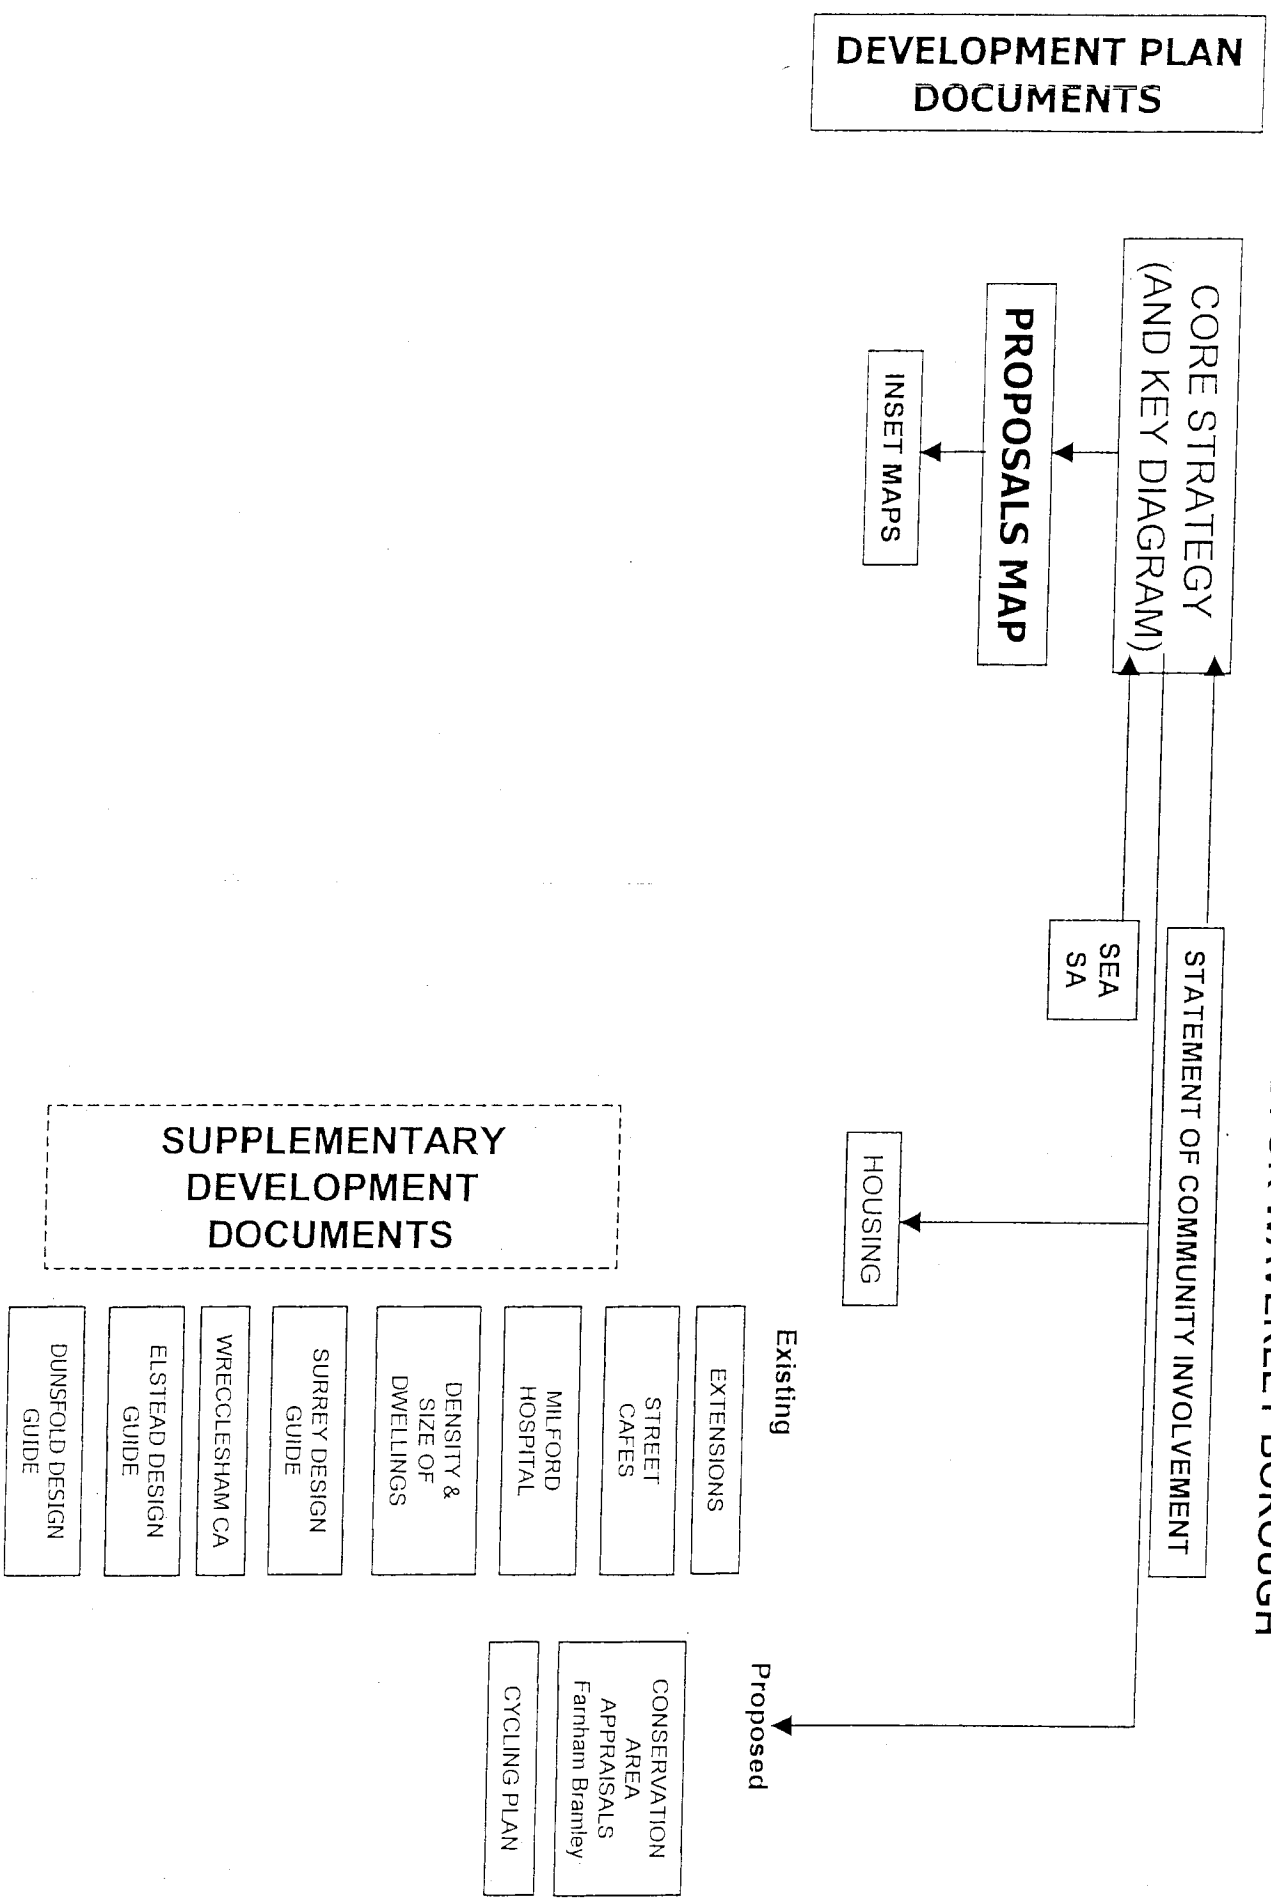 WAVERLEY BOROUGH
DEVELOPMENT PLAN
DOCUMENTS
CORE STRATEGY
(AND KEY DIAGRAM)
PROPOSALS MAP
INSET MAPS
STATEMENT OF COMMUNITY INVOLVEMENT
SEA
SA
HOUSING
SUPPLEMENTARY
DEVELOPMENT
DOCUMENTS
Existing
EXTENSIONS
STREET
CAFES
MILFORD
HOSPITAL
DENSITY &
SIZE OF
DWELLINGS
SURREY DESIGN
GUIDE
WRECCLESHAM CA
ELSTEAD DESIGN
GUIDE
DUNSFOLD DESIGN
GUIDE
Proposed
CONSERVATION
AREA
APPRAISALS
Farnham Bramley
CYCLING PLAN